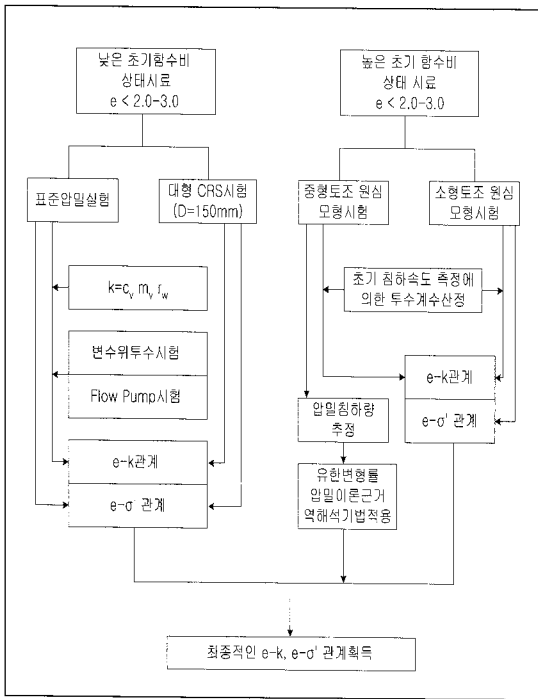 낮은 초기함수비
상태시료
e < 2.0-3.0
높은 초기 함수비
상태 시료
e < 2.0-3.0
표준압밀실험
대형 CRS시험
(D=150mm)
중형토조 원심
모형시험
소형토조 원심
모형시험
k=cᵥ mᵥ rw
초기 침하속도 측정에
의한 투수계수산정
변수위투수시험
Flow Pump시험
e-k관계
e-σ' 관계
압밀침하량
추정
e-k관계
e-σ 관계
유한변형률
압밀이론근거
역해석기법적용
최종적인 e-k, e-σ' 관계획득